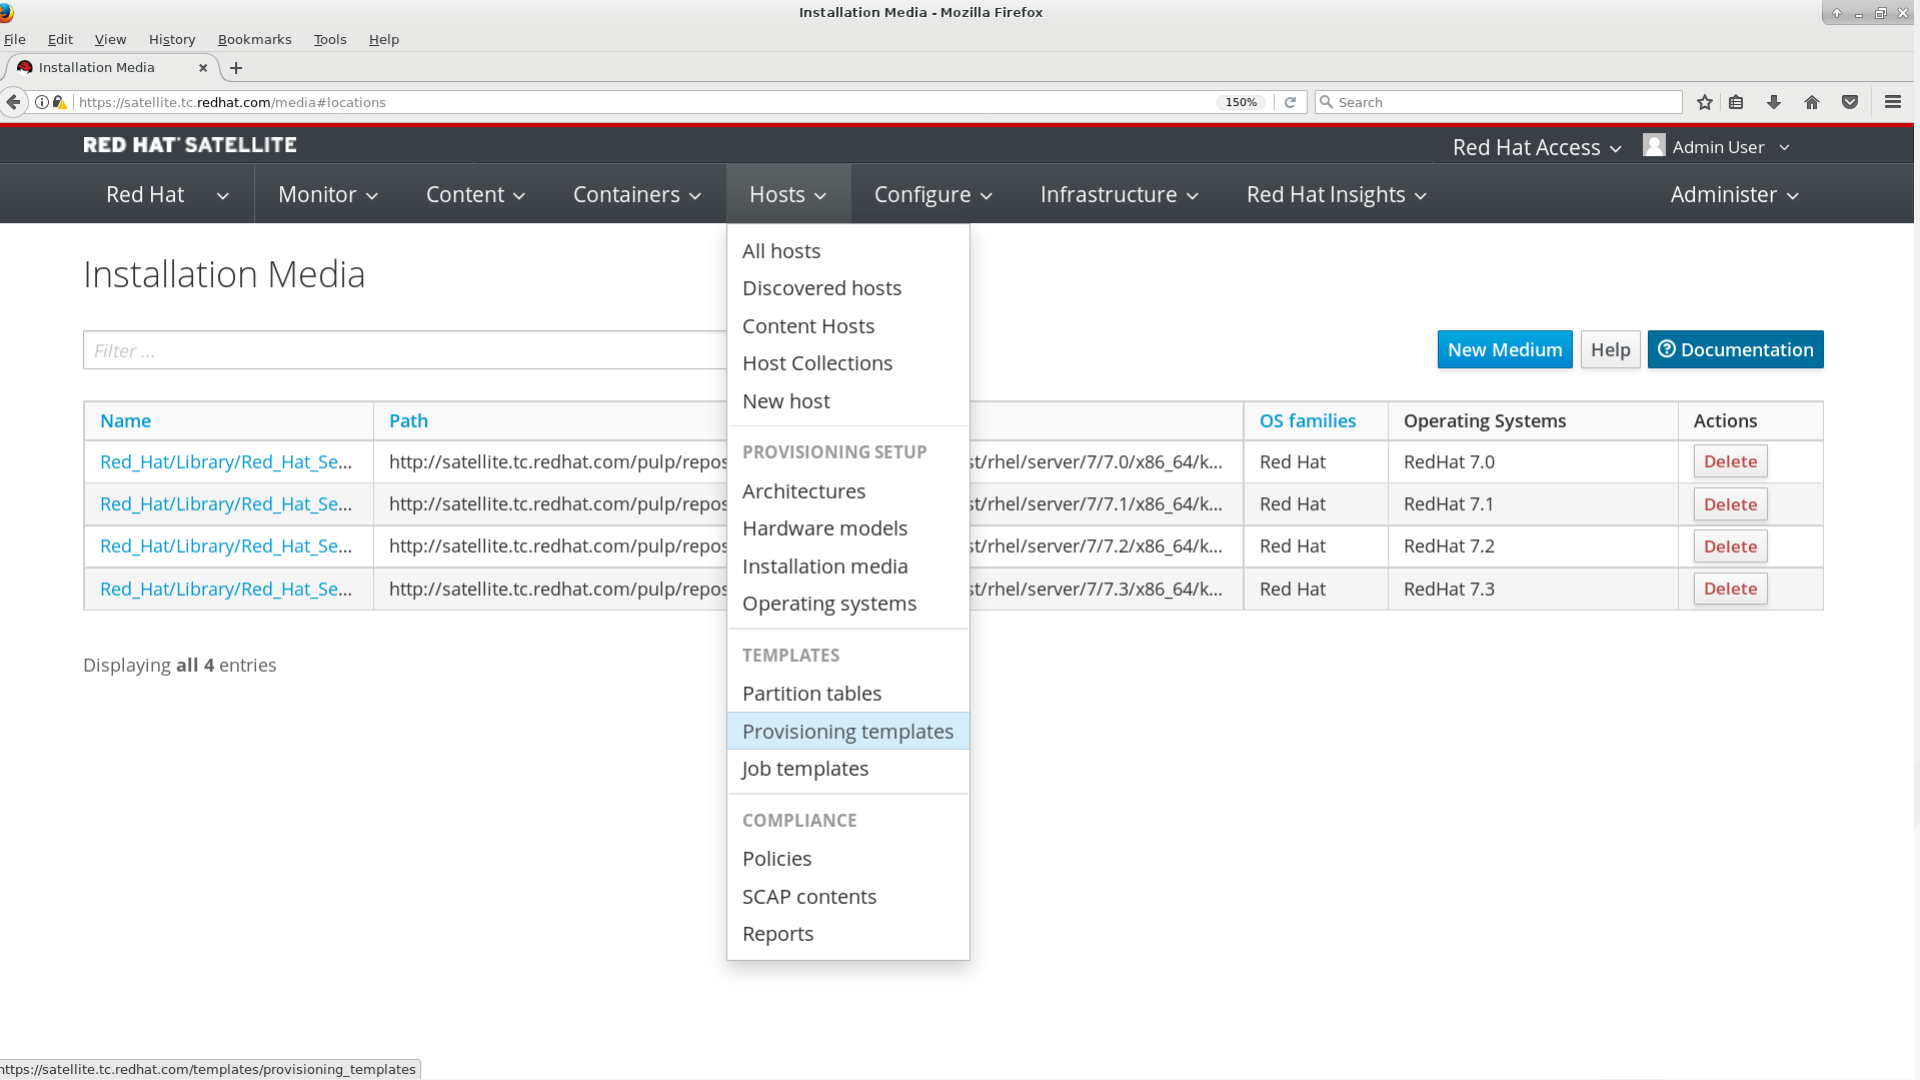 Installation Media - Mozilla Firefox
File Edit View History Bookmarks Tools Help
Installation Media
https://satellite.tc.redhat.com/media#locations 150% Search
RED HAT SATELLITE Red Hat Access Admin User
Red Hat Monitor Content Containers Hosts Configure Infrastructure Red Hat Insights Administer
Installation Media
Filter ...
New Medium Help Documentation
Name Path OS families Operating Systems Actions
Red_Hat/Library/Red_Hat_Se... http://satellite.tc.redhat.com/pulp/repos st/rhel/server/7/7.0/x86_64/k... Red Hat RedHat 7.0 Delete
Red_Hat/Library/Red_Hat_Se... http://satellite.tc.redhat.com/pulp/repos st/rhel/server/7/7.1/x86_64/k... Red Hat RedHat 7.1 Delete
Red_Hat/Library/Red_Hat_Se... http://satellite.tc.redhat.com/pulp/repos st/rhel/server/7/7.2/x86_64/k... Red Hat RedHat 7.2 Delete
Red_Hat/Library/Red_Hat_Se... http://satellite.tc.redhat.com/pulp/repos st/rhel/server/7/7.3/x86_64/k... Red Hat RedHat 7.3 Delete
Displaying all 4 entries
All hosts
Discovered hosts
Content Hosts
Host Collections
New host
PROVISIONING SETUP
Architectures
Hardware models
Installation media
Operating systems
TEMPLATES
Partition tables
Provisioning templates
Job templates
COMPLIANCE
Policies
SCAP contents
Reports
https://satellite.tc.redhat.com/templates/provisioning_templates